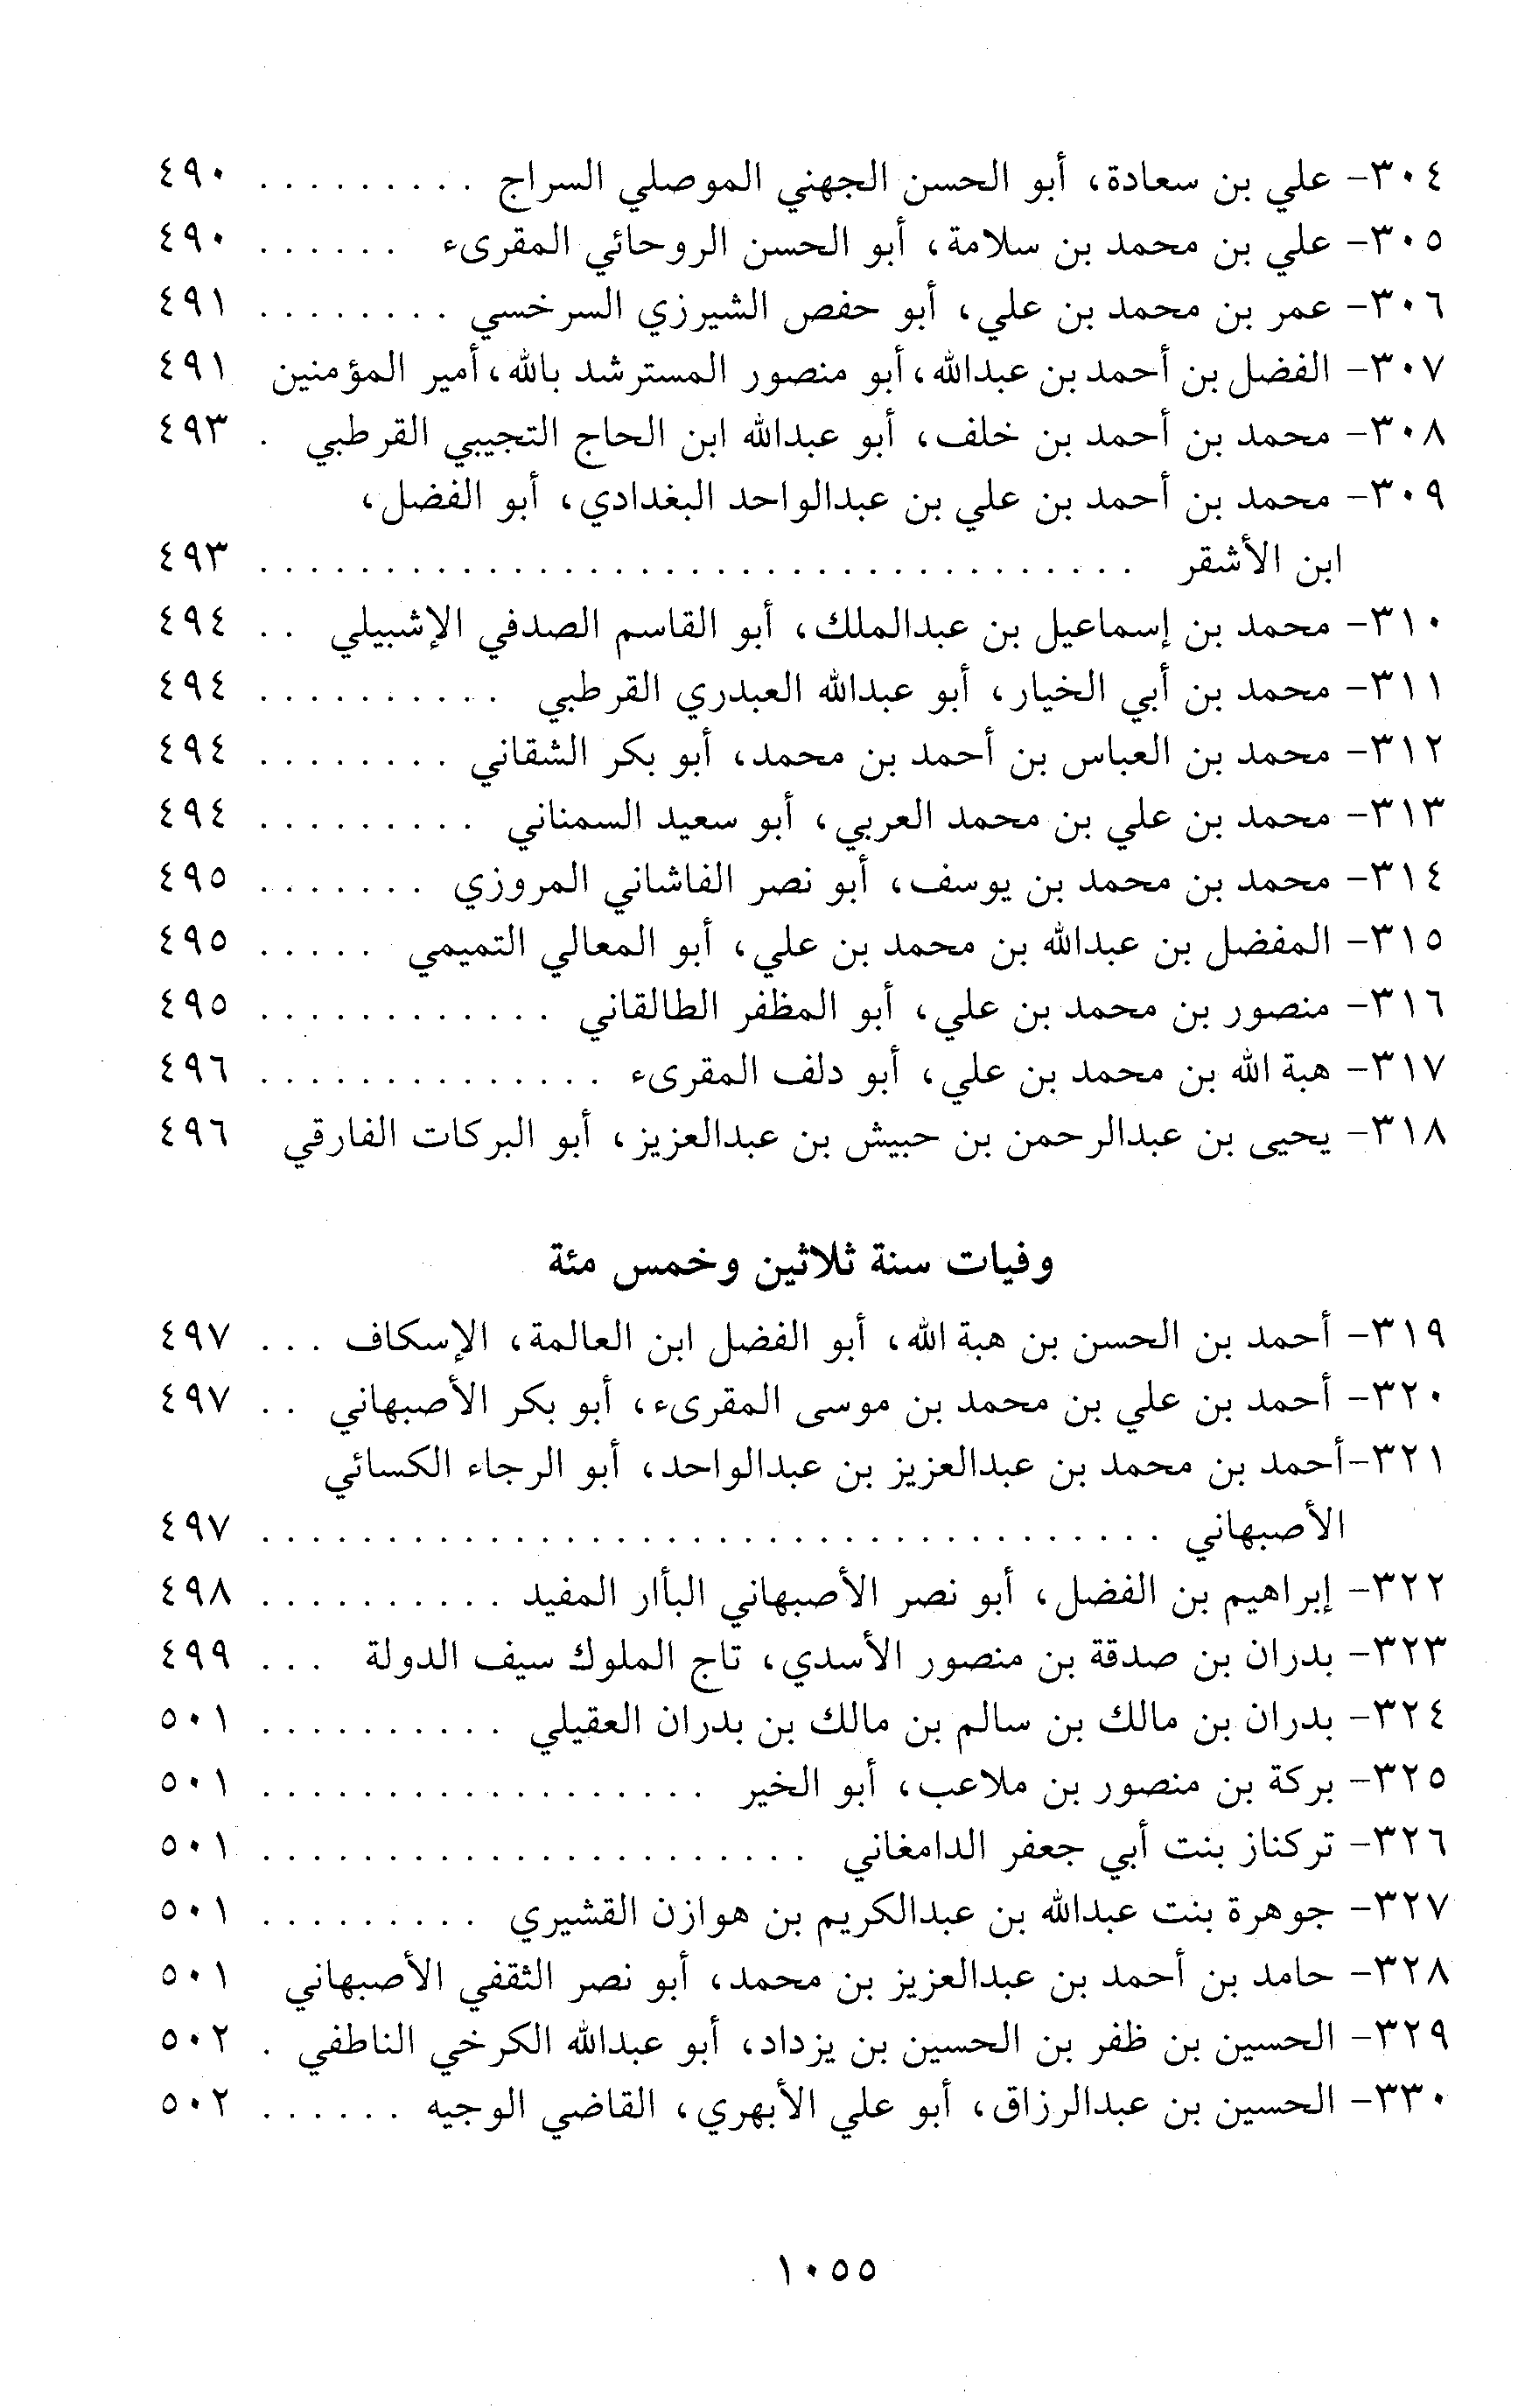 ٣٠٤- علي بن سعادة، أبو الحسن الجهني الموصلي السراج . . . . . . . . . ٤٩٠
٣٠٥- علي بن محمد بن سلامة، أبو الحسن الروحائي المقرىء . . . . . . ٤٩٠
٣٠٦- عمر بن محمد بن علي، أبو حفص الشيرزي السرخسي . . . . . . . . ٤٩١
٣٠٧- الفضل بن أحمد بن عبدالله، أبو منصور المسترشد بالله، أمير المؤمنين ٤٩١
٣٠٨- محمد بن أحمد بن خلف، أبو عبدالله ابن الحاج التجيبي القرطبي . ٤٩٣
٣٠٩- محمد بن أحمد بن علي بن عبدالواحد البغدادي، أبو الفضل،
ابن الأشقر . . . . . . . . . . . . . . . . . . . . . . . . . . . . . . . . . . . ٤٩٣
٣١٠- محمد بن إسماعيل بن عبدالملك، أبو القاسم الصدفي الإشبيلي . . ٤٩٤
٣١١- محمد بن أبي الخيار، أبو عبدالله العبدري القرطبي . . . . . . . . . . ٤٩٤
٣١٢- محمد بن العباس بن أحمد بن محمد، أبو بكر الشقاني . . . . . . . . ٤٩٤
٣١٣- محمد بن علي بن محمد العربي، أبو سعيد السمناني . . . . . . . . . ٤٩٤
٣١٤- محمد بن محمد بن يوسف، أبو نصر الفاشاني المروزي . . . . . . . ٤٩٥
٣١٥- المفضل بن عبدالله بن محمد بن علي، أبو المعالي التميمي . . . . . ٤٩٥
٣١٦- منصور بن محمد بن علي، أبو المظفر الطالقاني . . . . . . . . . . . . ٤٩٥
٣١٧- هبة الله بن محمد بن علي، أبو دلف المقرىء . . . . . . . . . . . . . . ٤٩٦
٣١٨- يحيى بن عبدالرحمن بن حبيش بن عبدالعزيز، أبو البركات الفارقي ٤٩٦
وفيات سنة ثلاثين وخمس مئة
٣١٩- أحمد بن الحسن بن هبة الله، أبو الفضل ابن العالمة، الإسكاف . . . ٤٩٧
٣٢٠- أحمد بن علي بن محمد بن موسى المقرىء، أبو بكر الأصبهاني . . ٤٩٧
٣٢١-أحمد بن محمد بن عبدالعزيز بن عبدالواحد، أبو الرجاء الكسائي
الأصبهاني . . . . . . . . . . . . . . . . . . . . . . . . . . . . . . . . . . . . ٤٩٧
٣٢٢- إبراهيم بن الفضل، أبو نصر الأصبهاني البأار المفيد . . . . . . . . . . ٤٩٨
٣٢٣- بدران بن صدقة بن منصور الأسدي، تاج الملوك سيف الدولة . . . ٤٩٩
٣٢٤- بدران بن مالك بن سالم بن مالك بن بدران العقيلي . . . . . . . . . . ٥٠١
٣٢٥- بركة بن منصور بن ملاعب، أبو الخير . . . . . . . . . . . . . . . . . . ٥٠١
٣٢٦- تركناز بنت أبي جعفر الدامغاني . . . . . . . . . . . . . . . . . . . . . . ٥٠١
٣٢٧- جوهرة بنت عبدالله بن عبدالكريم بن هوازن القشيري . . . . . . . . . ٥٠١
٣٢٨- حامد بن أحمد بن عبدالعزيز بن محمد، أبو نصر الثقفي الأصبهاني ٥٠١
٣٢٩- الحسين بن ظفر بن الحسين بن يزداد، أبو عبدالله الكرخي الناطفي . ٥٠٢
٣٣٠- الحسين بن عبدالرزاق، أبو علي الأبهري، القاضي الوجيه . . . . . . ٥٠٢
١٠٥٥